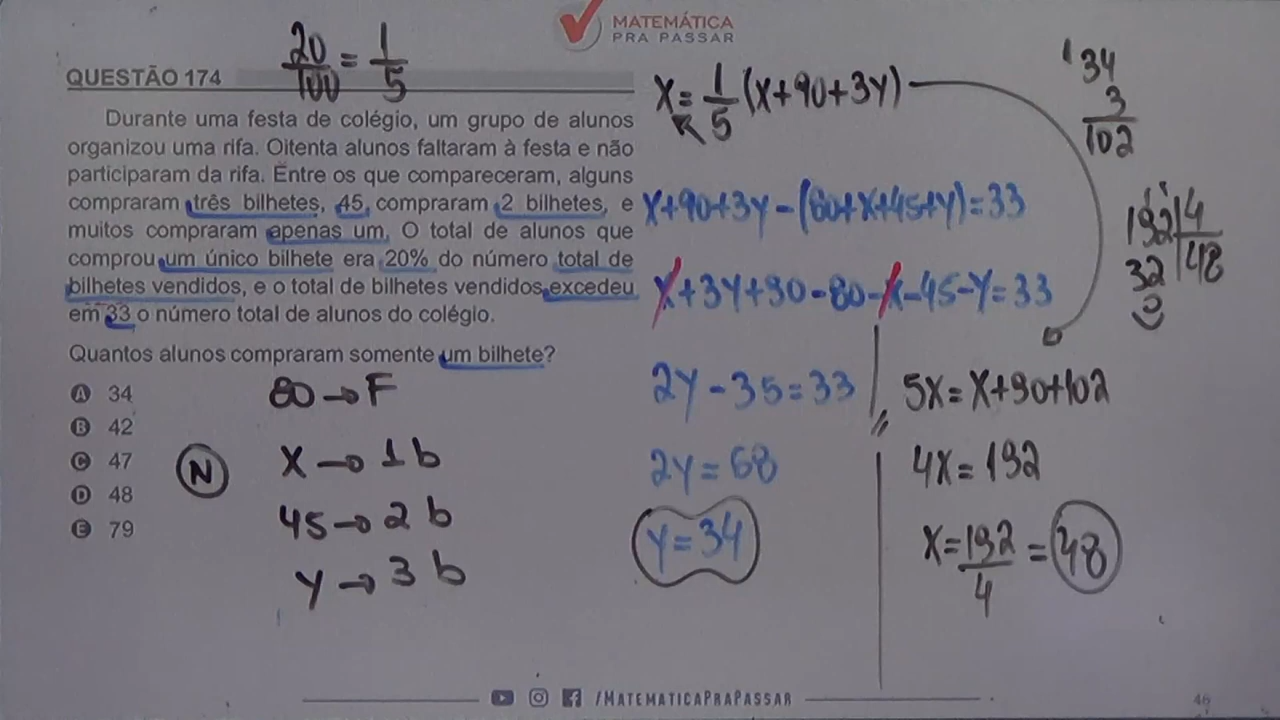 MATEMÁTICA
PRA PASSAR
QUESTÃO 174
20/100 = 1/5
Durante uma festa de colégio, um grupo de alunos
organizou uma rifa. Oitenta alunos faltaram à festa e não
participaram da rifa. Entre os que compareceram, alguns
compraram três bilhetes, 45 compraram 2 bilhetes, e
muitos compraram apenas um. O total de alunos que
comprou um único bilhete era 20% do número total de
bilhetes vendidos, e o total de bilhetes vendidos excedeu
em 33 o número total de alunos do colégio.
Quantos alunos compraram somente um bilhete?
A 34
B 42
C 47
D 48
E 79
80 → F
N
X → 1b
45 → 2 b
Y → 3 b
X = 1/5 (X+90+3Y)
X+90+3Y-(80+X+45+Y)=33
X+3Y+90-80-X-45-Y=33
2Y-35=33
2Y=68
Y=34
5X=X+90+102
4X=192
X=192/4=48
1
34
3
102
192 4
32 48
/MATEMATICAPRAPASSAR
46